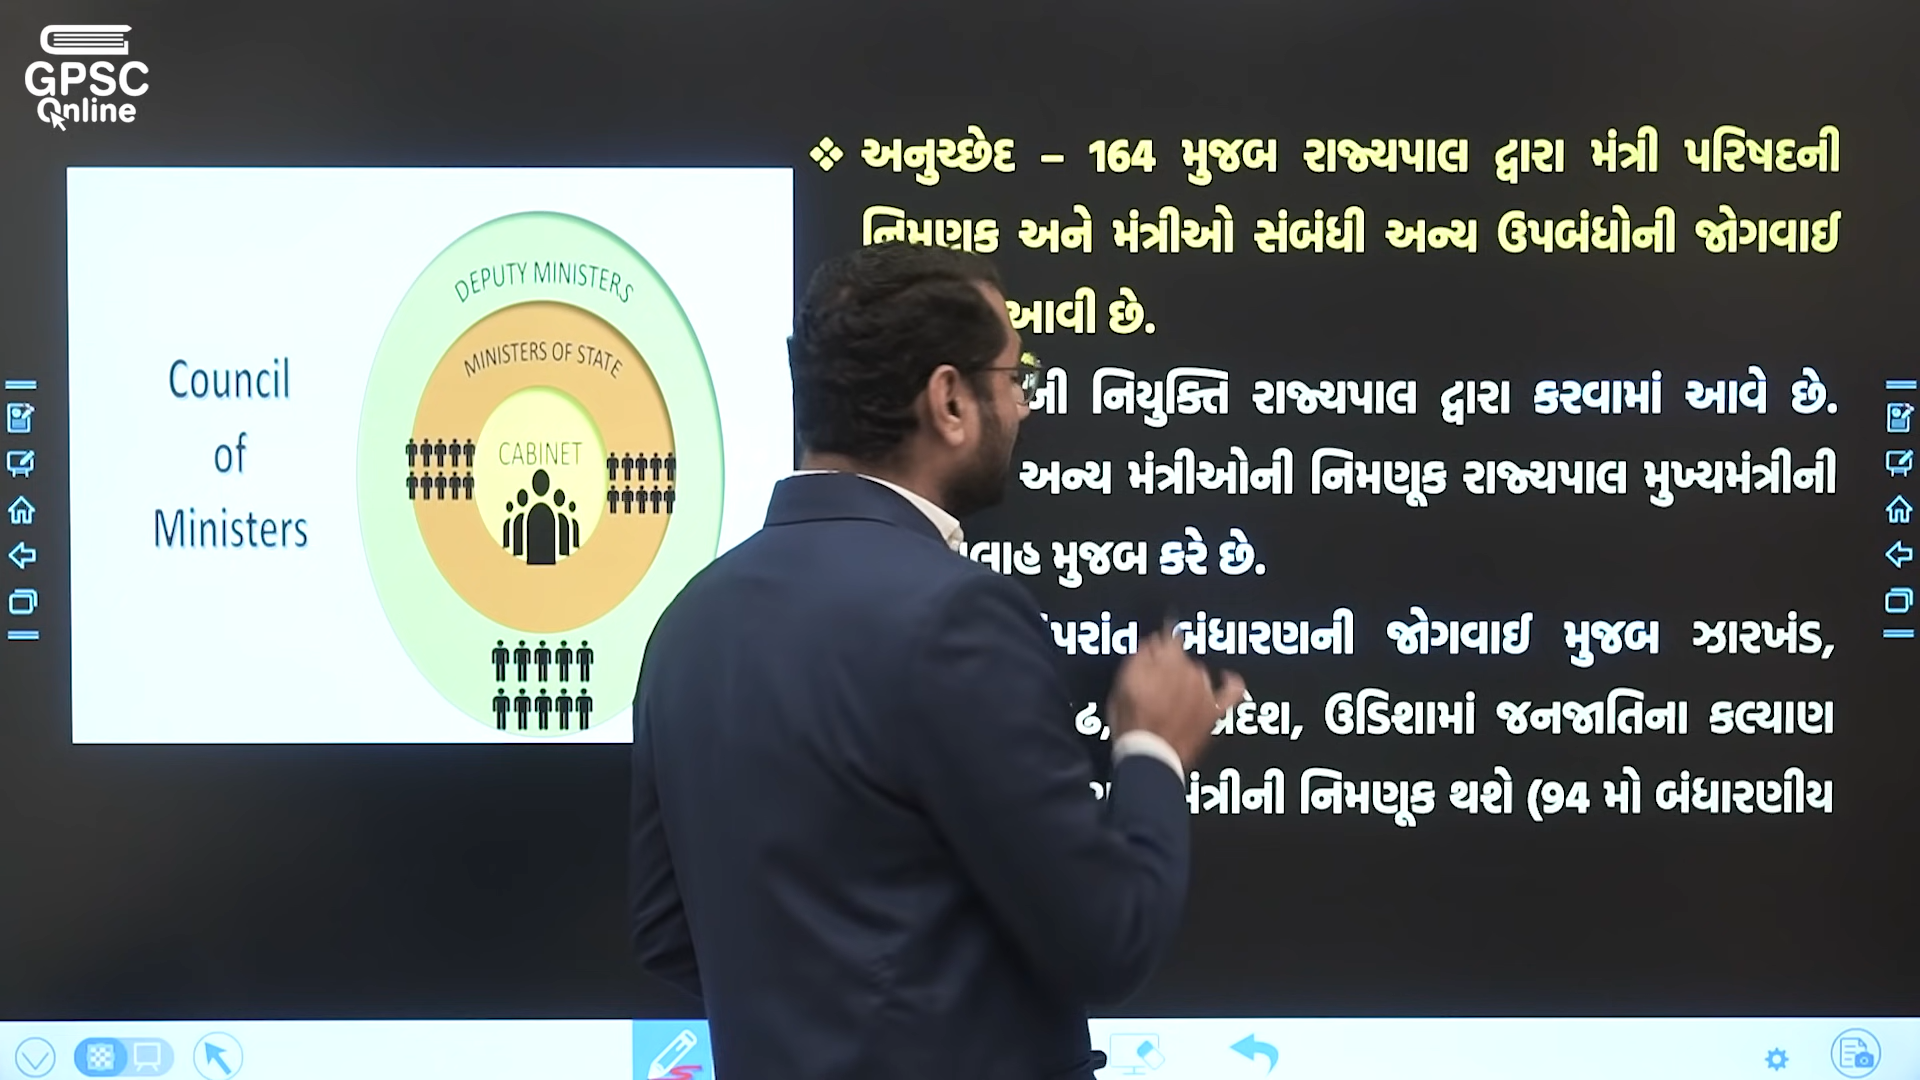 GPSC
Online
Council
of
Ministers
DEPUTY MINISTERS
MINISTERS OF STATE
CABINET
❖ અનુચ્છેદ – 164 મુજબ રાજ્યપાલ દ્વારા મંત્રી પરિષદની
નિમણૂક અને મંત્રીઓ સંબંધી અન્ય ઉપબંધોની જોગવાઈ
આવી છે.
નિયુક્તિ રાજ્યપાલ દ્વારા કરવામાં આવે છે.
અન્ય મંત્રીઓની નિમણૂક રાજ્યપાલ મુખ્યમંત્રીની
મુજબ કરે છે.
બંધારણની જોગવાઈ મુજબ ઝારખંડ,
ઉડિશામાં જનજાતિના કલ્યાણ
નિમણૂક થશે (94 મો બંધારણીય